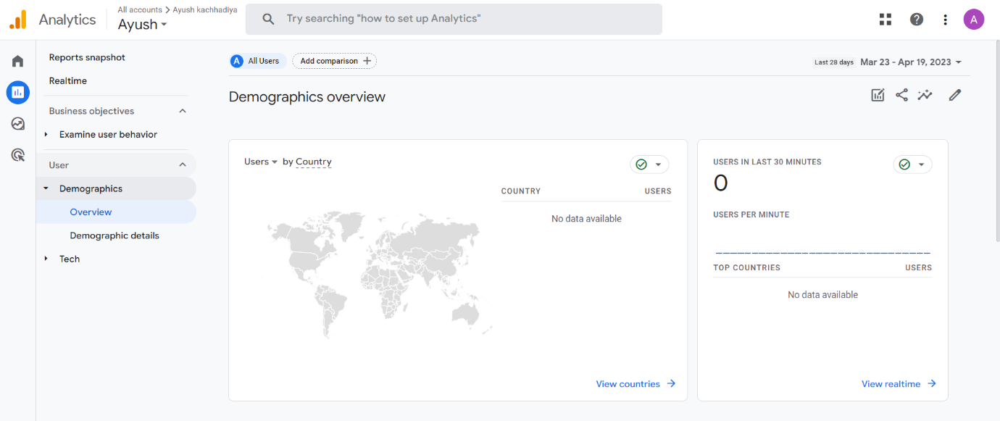 Analytics
All accounts > Ayush kachhadiya
Ayush
Try searching "how to set up Analytics"
?
A
Reports snapshot
Realtime
Business objectives
Examine user behavior
User
Demographics
Overview
Demographic details
Tech
A All Users
Add comparison +
Last 28 days Mar 23 - Apr 19, 2023
Demographics overview
Users by Country
COUNTRY USERS
No data available
View countries
USERS IN LAST 30 MINUTES
0
USERS PER MINUTE
TOP COUNTRIES USERS
No data available
View realtime